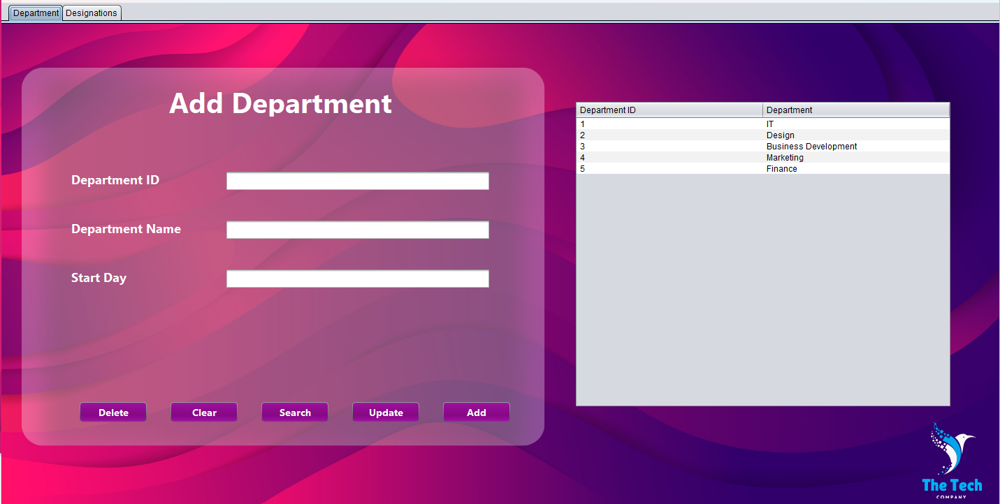 Department Designations
Add Department
Department ID
Department Name
Start Day
Delete Clear Search Update Add
Department ID Department
1 IT
2 Design
3 Business Development
4 Marketing
5 Finance
The Tech
COMPANY